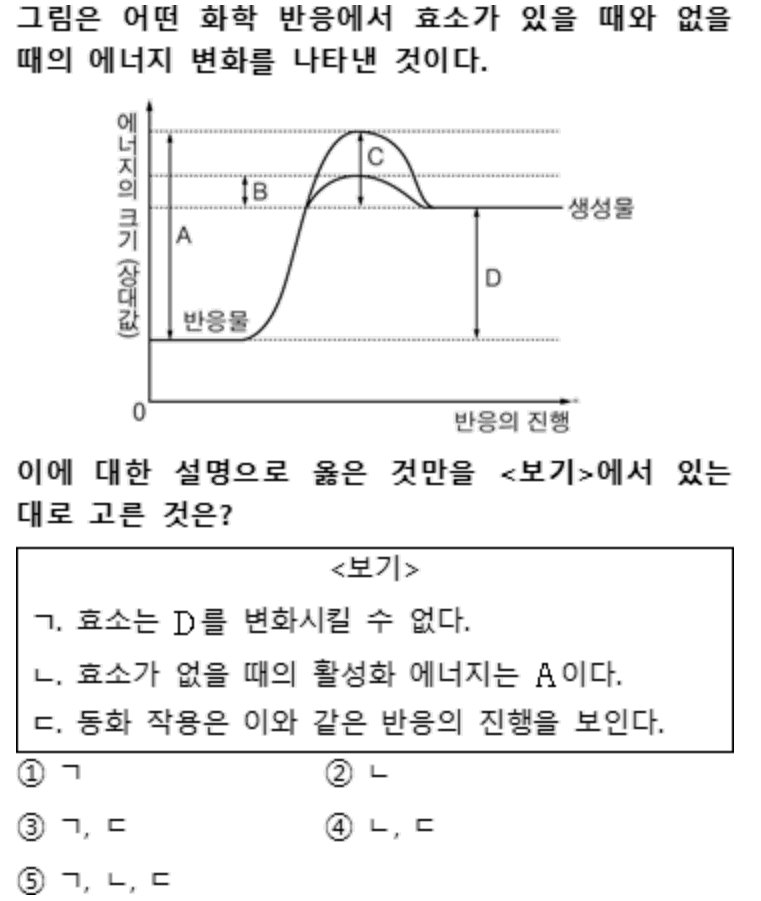 그림은 어떤 화학 반응에서 효소가 있을 때와 없을
때의 에너지 변화를 나타낸 것이다.
에너지의 크기 (상대값)
C
B
생성물
A
D
반응물
0
반응의 진행
이에 대한 설명으로 옳은 것만을 <보기>에서 있는
대로 고른 것은?
<보기>
ㄱ. 효소는 D를 변화시킬 수 없다.
ㄴ. 효소가 없을 때의 활성화 에너지는 A이다.
ㄷ. 동화 작용은 이와 같은 반응의 진행을 보인다.
① ㄱ ② ㄴ
③ ㄱ, ㄷ ④ ㄴ, ㄷ
⑤ ㄱ, ㄴ, ㄷ